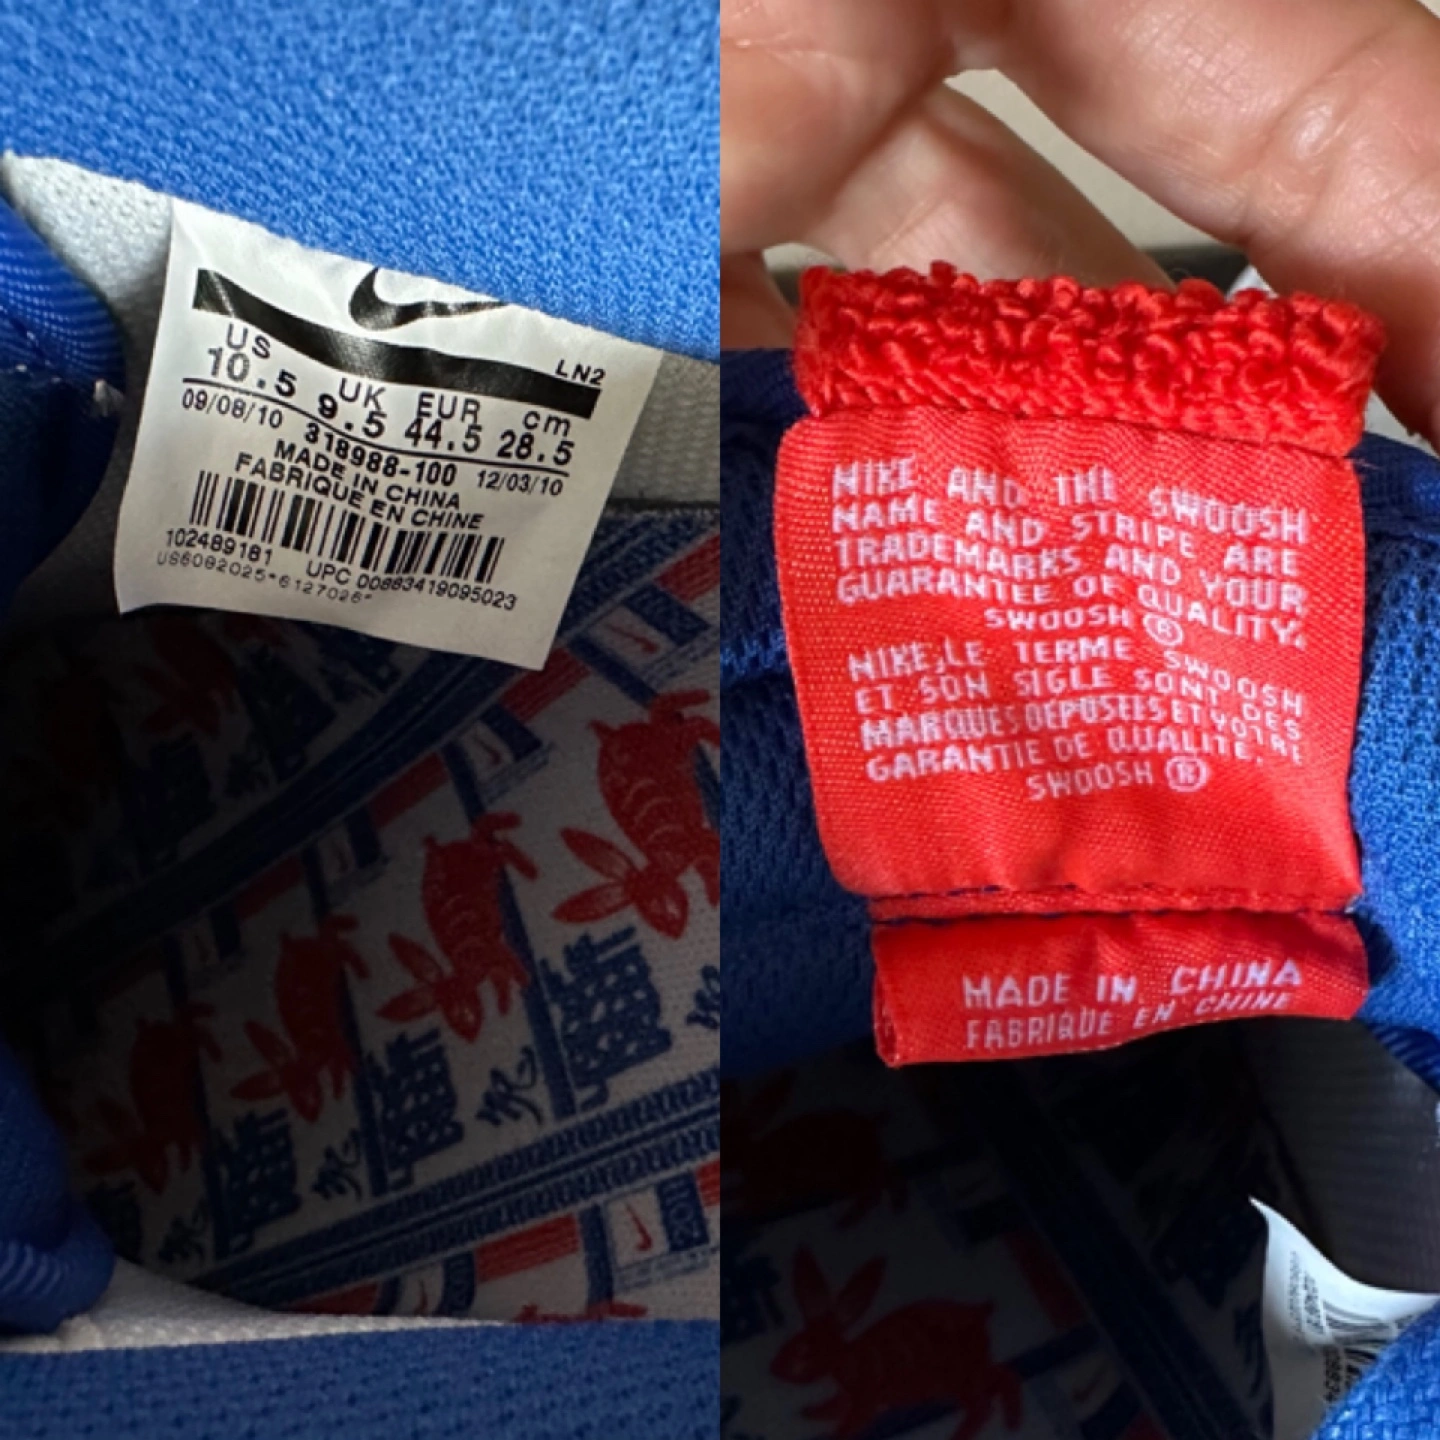 LN2
US UK EUR cm
10.5 9.5 44.5 28.5
09/08/10 318988-100 12/03/10
MADE IN CHINA
FABRIQUE EN CHINE
102489181 UPC 00883419095023
US6082025*6127026*
NIKE AND THE SWOOSH
NAME AND STRIPE ARE
TRADEMARKS AND YOUR
GUARANTEE OF QUALITY.
SWOOSH ®
NIKE,LE TERME SWOOSH
ET SON SIGLE SONT DES
MARQUES DEPOSEES ET VOTRE
GARANTIE DE QUALITE.
SWOOSH ®
MADE IN CHINA
FABRIQUE EN CHINE
2011